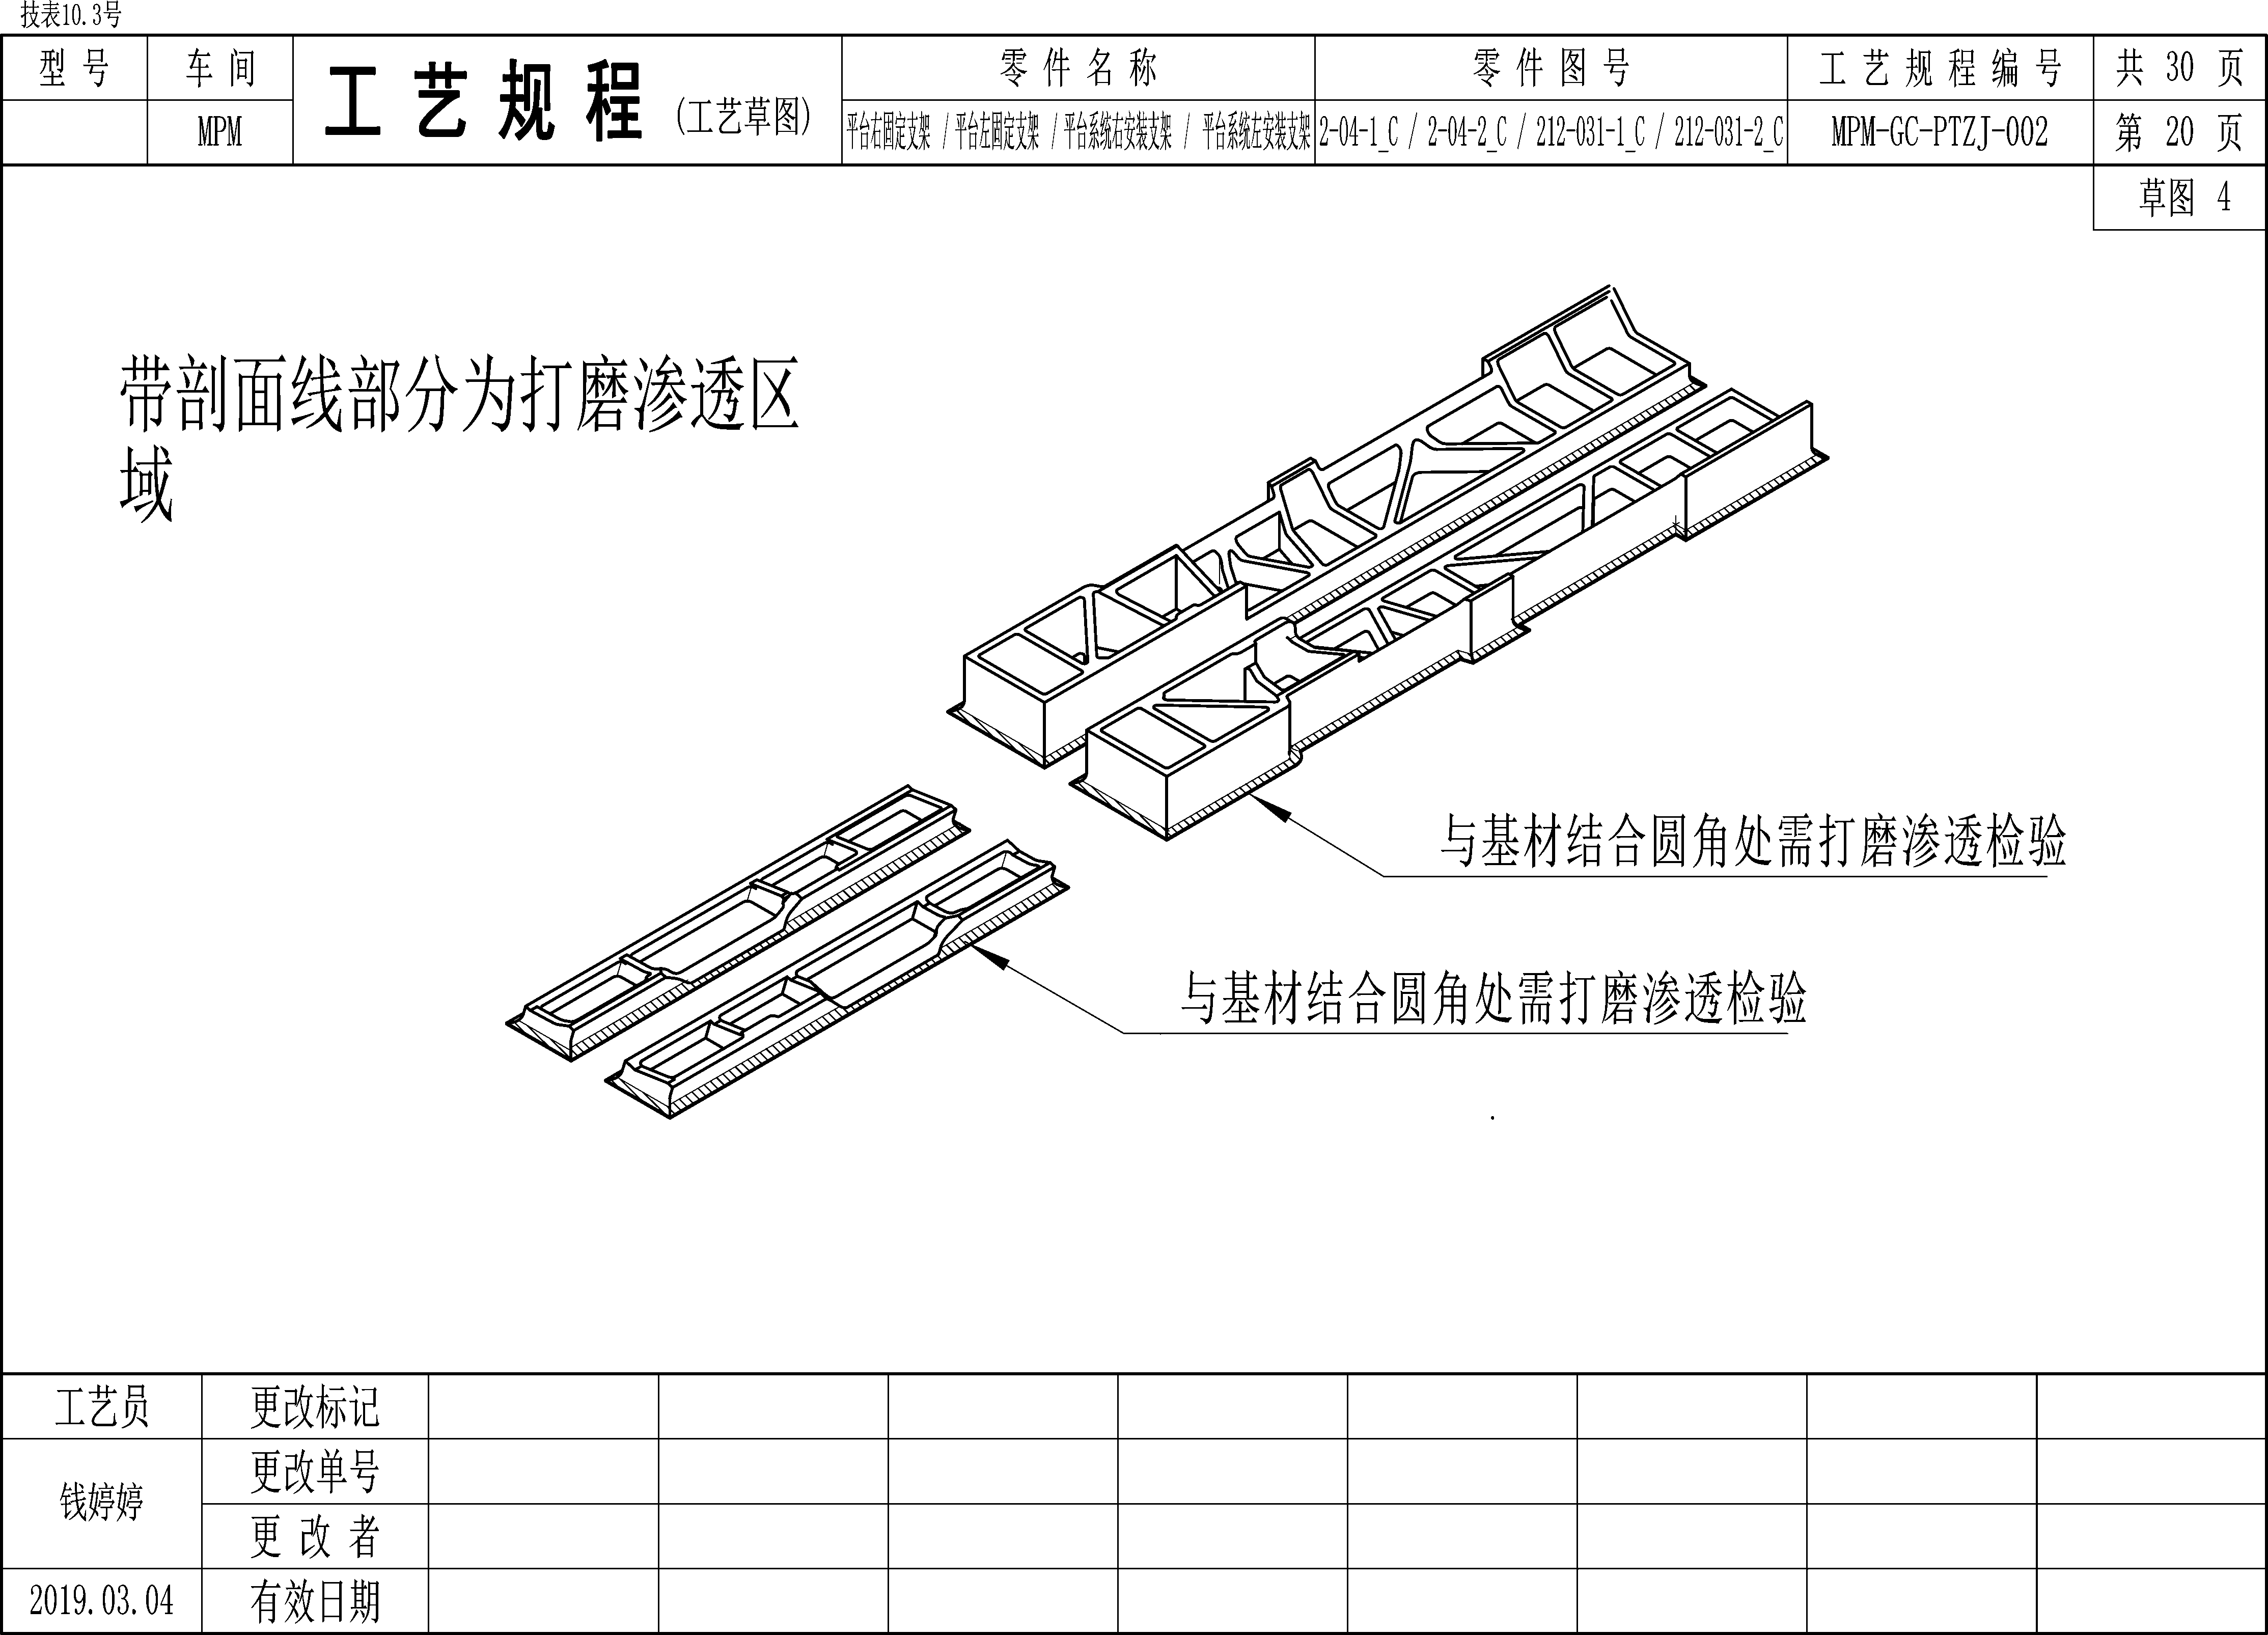 技表10.3号
型 号
车 间
工 艺 规 程 (工艺草图)
零 件 名 称
零 件 图 号
工 艺 规 程 编 号
共 30 页
MPM
平台右固定支架 / 平台左固定支架 / 平台系统右安装支架 / 平台系统左安装支架
2-04-1_C / 2-04-2_C / 212-031-1_C / 212-031-2_C
MPM-GC-PTZJ-002
第 20 页
草图 4
带剖面线部分为打磨渗透区
域
与基材结合圆角处需打磨渗透检验
与基材结合圆角处需打磨渗透检验
工艺员
更改标记
钱婷婷
更改单号
更 改 者
2019.03.04
有效日期